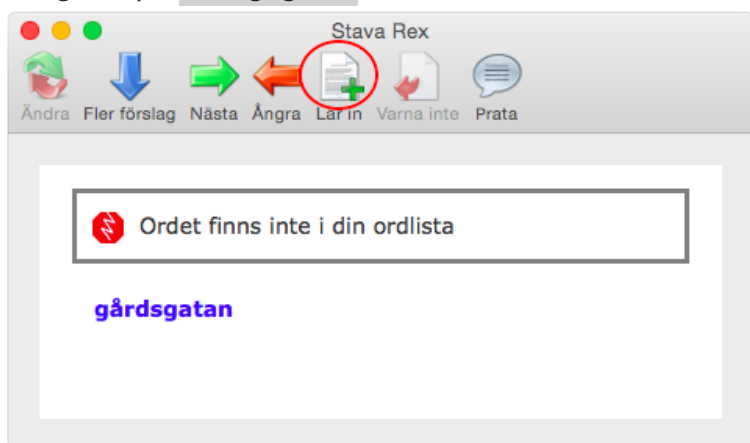 Stava Rex
Ändra Fler förslag Nästa Ångra Lär in Varna inte Prata
Ordet finns inte i din ordlista
gårdsgatan